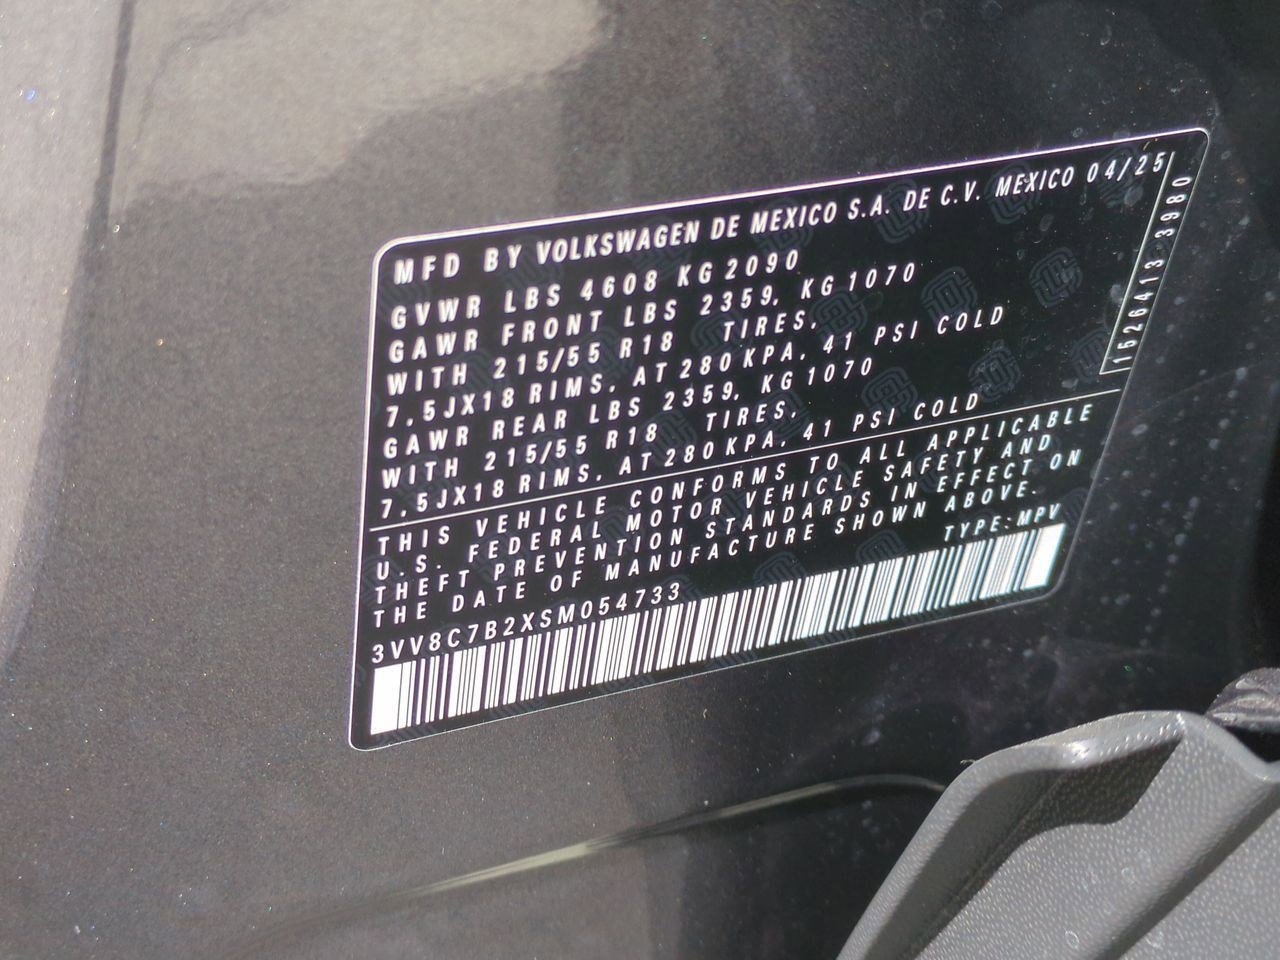 MFD BY VOLKSWAGEN DE MEXICO S.A. DE C.V. MEXICO 04/25
GVWR LBS 4608 KG 2090
GAWR FRONT LBS 2359, KG 1070
WITH 215/55 R18 TIRES,
7.5JX18 RIMS, AT 280 KPA, 41 PSI COLD
GAWR REAR LBS 2359, KG 1070
WITH 215/55 R18 TIRES,
7.5JX18 RIMS, AT 280 KPA, 41 PSI COLD
1526413 3980
THIS VEHICLE CONFORMS TO ALL APPLICABLE
U.S. FEDERAL MOTOR VEHICLE SAFETY AND
THEFT PREVENTION STANDARDS IN EFFECT ON
THE DATE OF MANUFACTURE SHOWN ABOVE.
3VV8C7B2XSM054733 TYPE:MPV